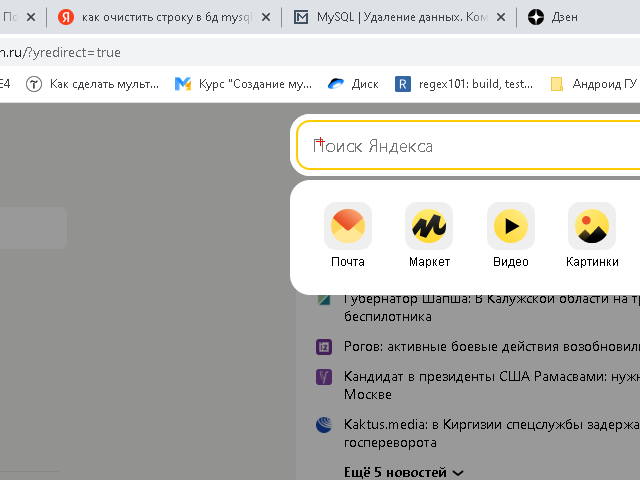 По
как очистить строку в бд mysql
MySQL | Удаление данных. Ком
Дзен
n.ru/?yredirect=true
E4
Как сделать мульт...
Курс "Создание му...
Диск
regex101: build, test...
Андроид ГУ
Поиск Яндекса
Почта
Маркет
Видео
Картинки
Губернатор Шапша: В Калужской области на тр
беспилотника
Рогов: активные боевые действия возобновил
Кандидат в президенты США Рамасвами: нужн
Москве
Kaktus.media: в Киргизии спецслужбы задержа
госпереворота
Ещё 5 новостей